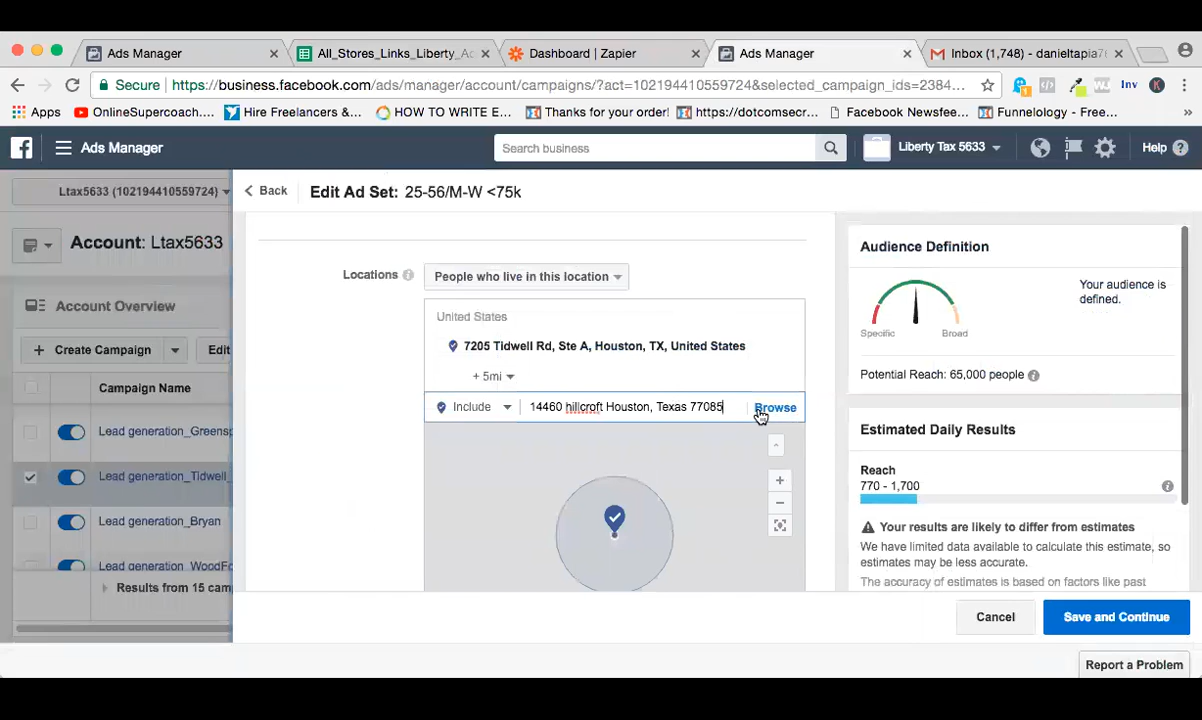 Ads Manager
All_Stores_Links_Liberty_Ac
Dashboard | Zapier
Ads Manager
Inbox (1,748) - danieltapia7
Secure
https://business.facebook.com/ads/manager/account/campaigns/?act=102194410559724&selected_campaign_ids=2384...
Inv
K
Apps
OnlineSupercoach....
Hire Freelancers &...
HOW TO WRITE E...
Thanks for your order!
https://dotcomsecr...
Facebook Newsfee...
Funnelology - Free...
»
Ads Manager
Search business
Liberty Tax 5633
Help
Ltax5633 (102194410559724)
Back
Edit Ad Set: 25-56/M-W <75k
Account: Ltax5633
Account Overview
+ Create Campaign
Edit
Campaign Name
Lead generation_Greensp
Lead generation_Tidwell_
Lead generation_Bryan
Lead generation_WoodFo
Results from 15 cam
Locations
People who live in this location
United States
7205 Tidwell Rd, Ste A, Houston, TX, United States
+ 5mi
Include
14460 hillcroft Houston, Texas 77085
Browse
+
−
Audience Definition
Specific
Broad
Your audience is
defined.
Potential Reach: 65,000 people
Estimated Daily Results
Reach
770 - 1,700
Your results are likely to differ from estimates
We have limited data available to calculate this estimate, so
estimates may be less accurate.
The accuracy of estimates is based on factors like past
Cancel
Save and Continue
Report a Problem